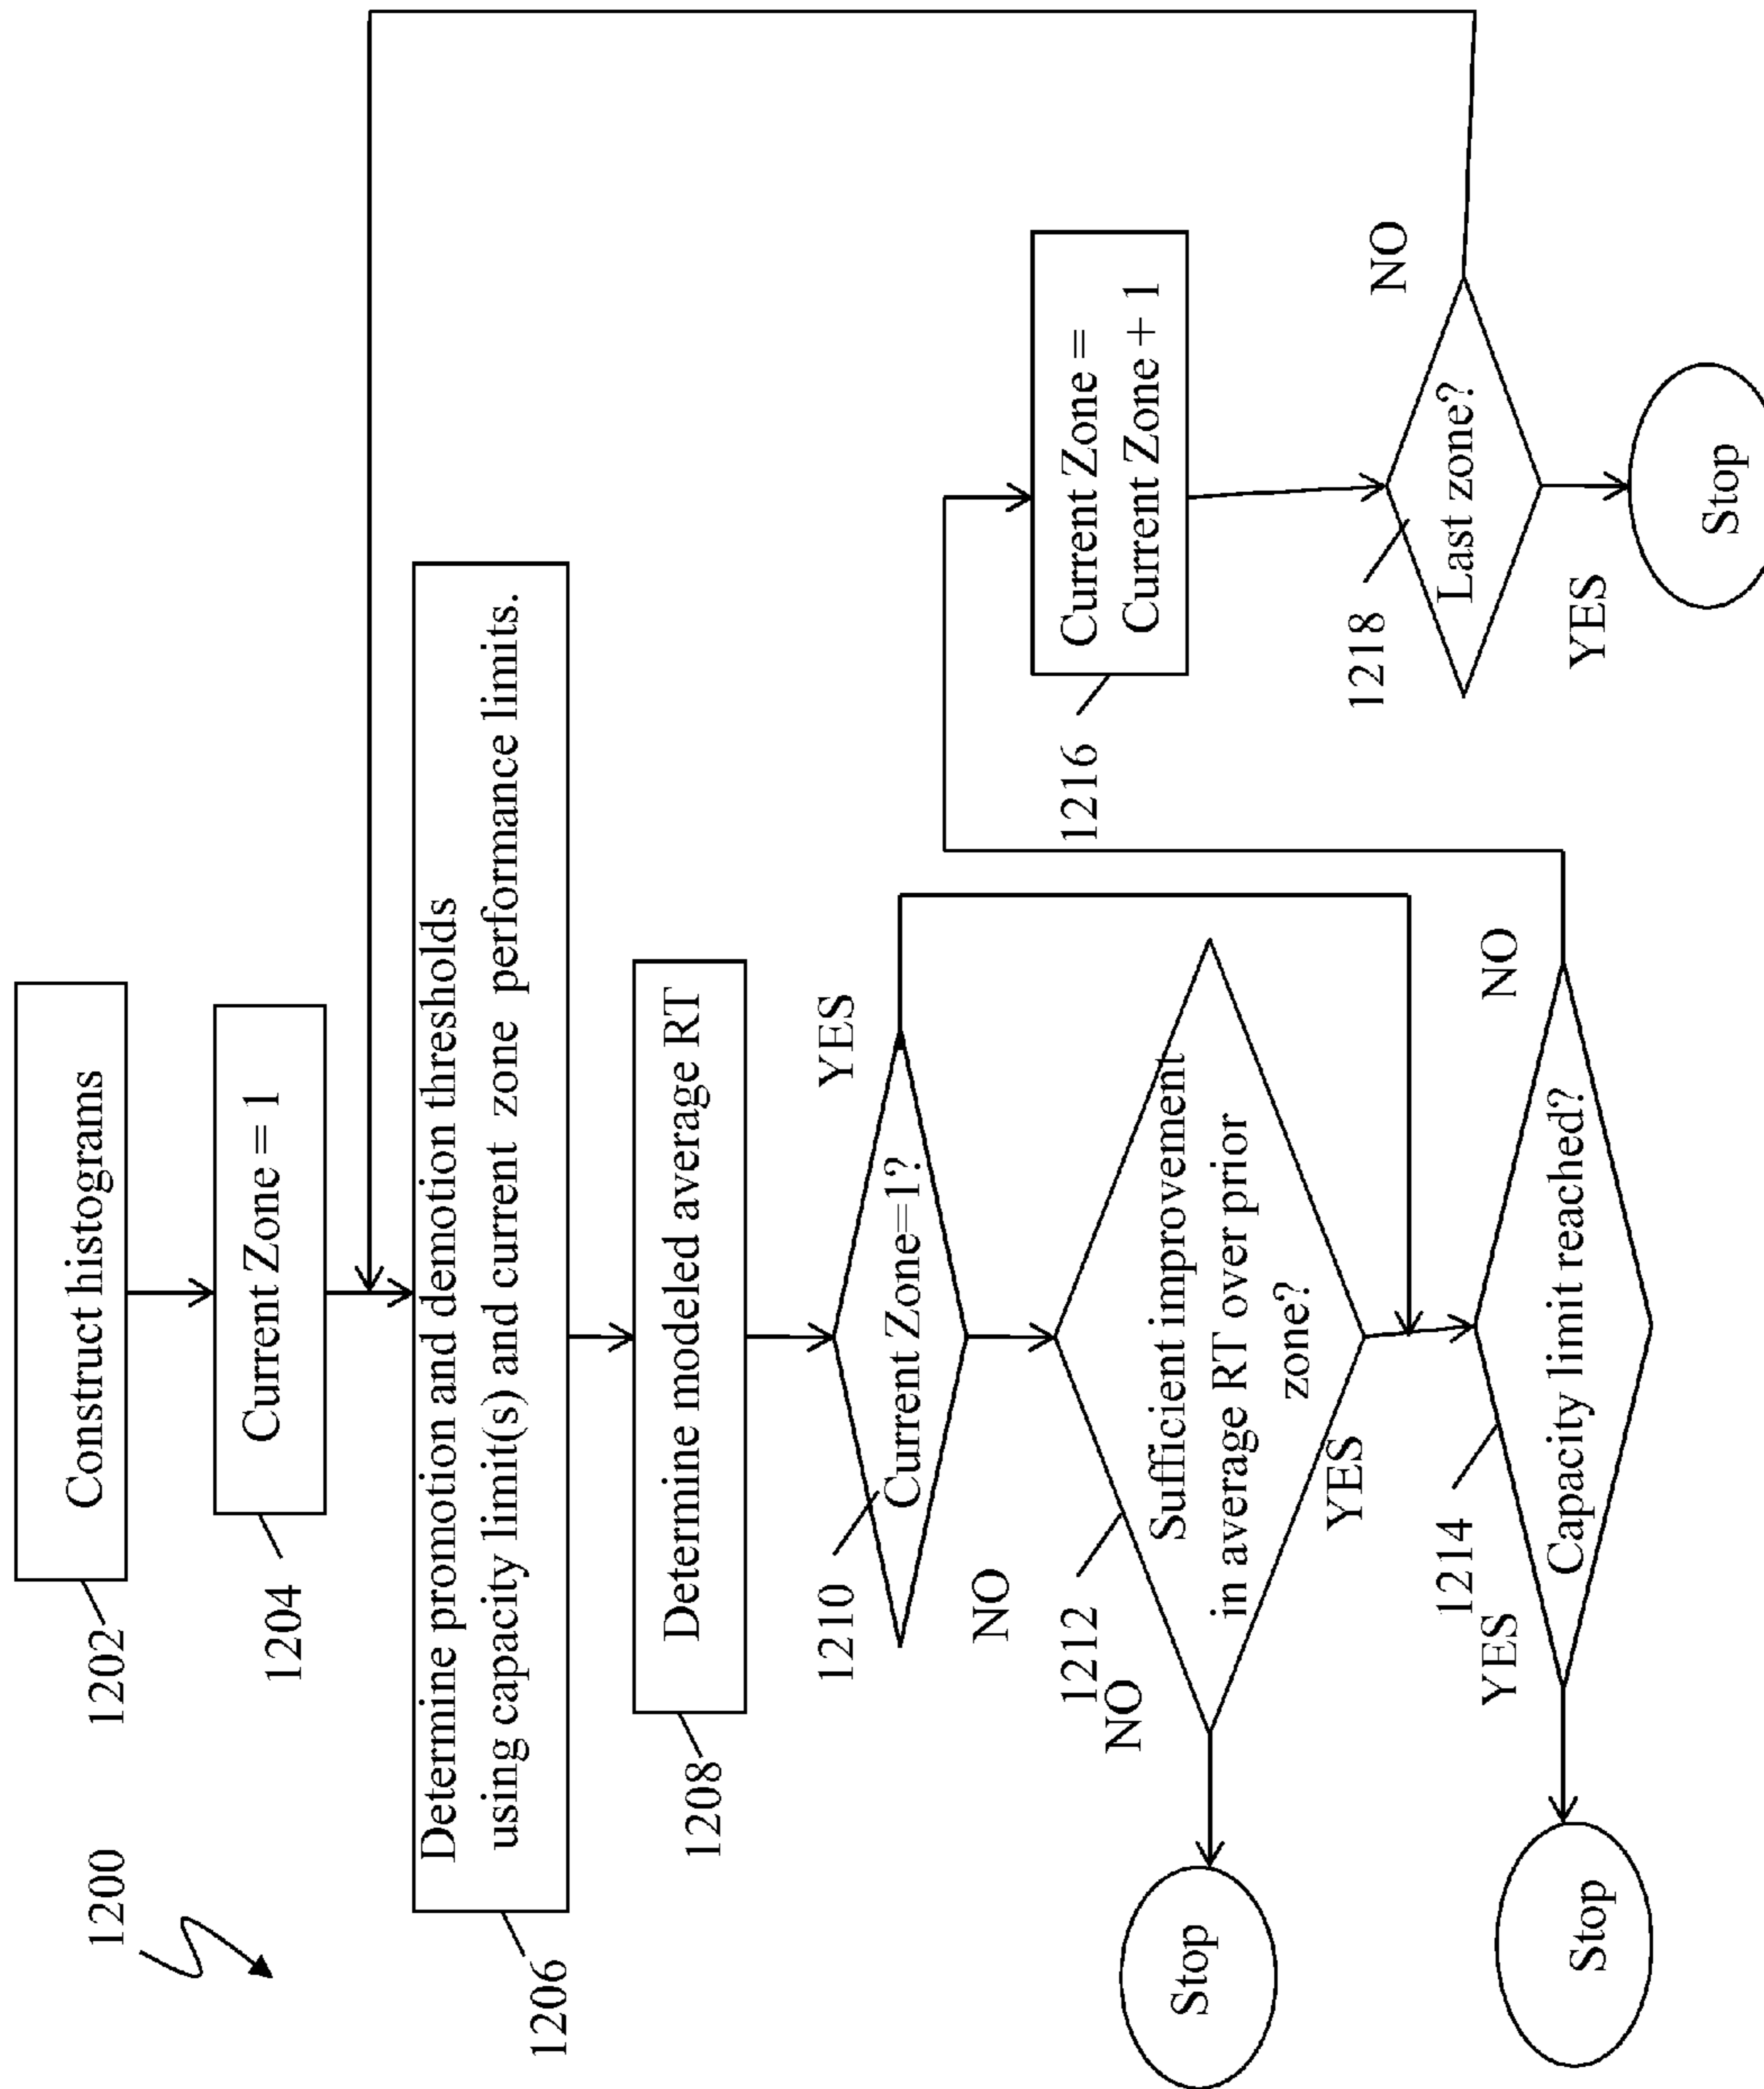 1200
Construct histograms
1202
Current Zone = 1
1204
Determine promotion and demotion thresholds
using capacity limit(s) and current zone performance limits.
1206
Determine modeled average RT
1208
Current Zone=1?
1210
YES
NO
Sufficient improvement
in average RT over prior
zone?
1212
NO
YES
Stop
Capacity limit reached?
1214
YES
NO
Stop
Current Zone =
Current Zone + 1
1216
Last zone?
1218
NO
YES
Stop